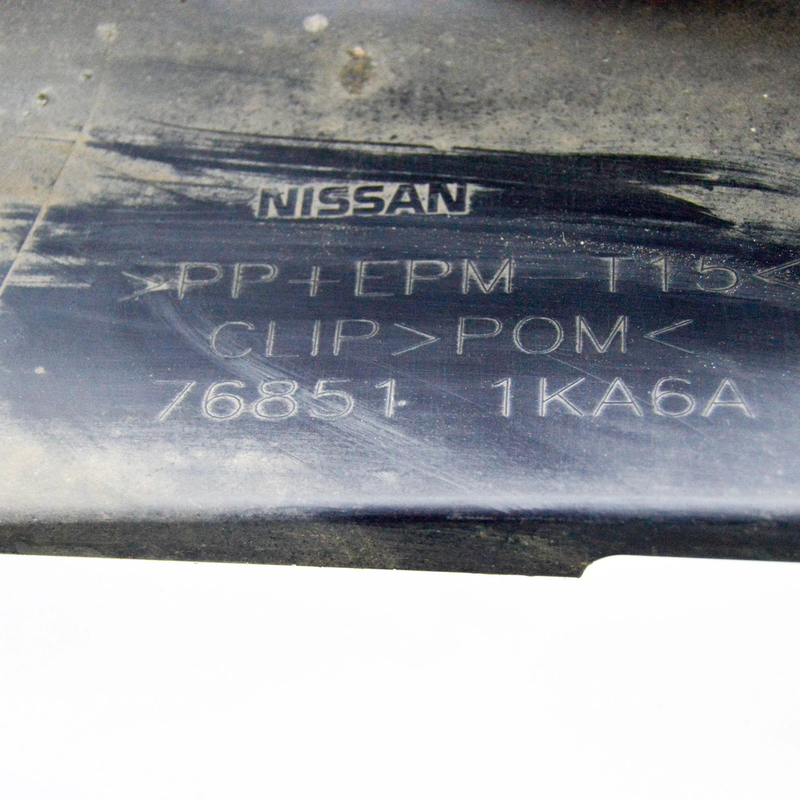 NISSAN
>PP+EPM-T15<
CLIP>POM<
76851 1KA6A